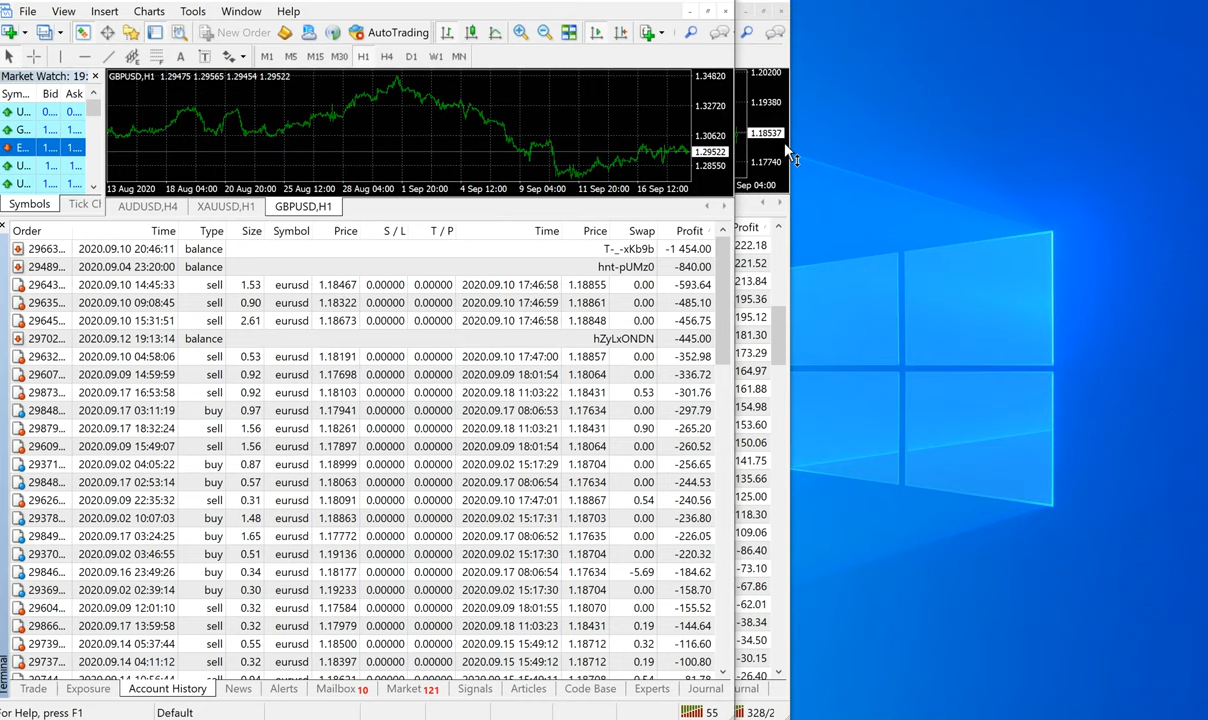 File View Insert Charts Tools Window Help
New Order AutoTrading
A T M1 M5 M15 M30 H1 H4 D1 W1 MN
Market Watch: 19:
Sym... Bid Ask
U... 0.... 0....
G... 1.... 1....
E... 1.... 1....
U... 1.... 1....
U... 1.... 1....
Symbols Tick Ch
GBPUSD,H1 1.29475 1.29565 1.29454 1.29522
1.34820
1.32720
1.30620
1.29522
1.28550
13 Aug 2020 18 Aug 04:00 20 Aug 20:00 25 Aug 12:00 28 Aug 04:00 1 Sep 20:00 4 Sep 12:00 9 Sep 04:00 11 Sep 20:00 16 Sep 12:00
1.20200
1.19380
1.18537
1.17740
Sep 04:00
AUDUSD,H4 XAUUSD,H1 GBPUSD,H1
Order Time Type Size Symbol Price S / L T / P Time Price Swap Profit
29663... 2020.09.10 20:46:11 balance T-_-xKb9b -1 454.00
29489... 2020.09.04 23:20:00 balance hnt-pUMz0 -840.00
29643... 2020.09.10 14:45:33 sell 1.53 eurusd 1.18467 0.00000 0.00000 2020.09.10 17:46:58 1.18855 0.00 -593.64
29635... 2020.09.10 09:08:45 sell 0.90 eurusd 1.18322 0.00000 0.00000 2020.09.10 17:46:59 1.18861 0.00 -485.10
29645... 2020.09.10 15:31:51 sell 2.61 eurusd 1.18673 0.00000 0.00000 2020.09.10 17:46:58 1.18848 0.00 -456.75
29702... 2020.09.12 19:13:14 balance hZyLxONDN -445.00
29632... 2020.09.10 04:58:06 sell 0.53 eurusd 1.18191 0.00000 0.00000 2020.09.10 17:47:00 1.18857 0.00 -352.98
29607... 2020.09.09 14:59:59 sell 0.92 eurusd 1.17698 0.00000 0.00000 2020.09.09 18:01:54 1.18064 0.00 -336.72
29873... 2020.09.17 16:53:58 sell 0.92 eurusd 1.18103 0.00000 0.00000 2020.09.18 11:03:22 1.18431 0.53 -301.76
29848... 2020.09.17 03:11:19 buy 0.97 eurusd 1.17941 0.00000 0.00000 2020.09.17 08:06:53 1.17634 0.00 -297.79
29879... 2020.09.17 18:32:24 sell 1.56 eurusd 1.18261 0.00000 0.00000 2020.09.18 11:03:21 1.18431 0.90 -265.20
29609... 2020.09.09 15:49:07 sell 1.56 eurusd 1.17897 0.00000 0.00000 2020.09.09 18:01:54 1.18064 0.00 -260.52
29371... 2020.09.02 04:05:22 buy 0.87 eurusd 1.18999 0.00000 0.00000 2020.09.02 15:17:29 1.18704 0.00 -256.65
29848... 2020.09.17 02:53:14 buy 0.57 eurusd 1.18063 0.00000 0.00000 2020.09.17 08:06:54 1.17634 0.00 -244.53
29626... 2020.09.09 22:35:32 sell 0.31 eurusd 1.18091 0.00000 0.00000 2020.09.10 17:47:01 1.18867 0.54 -240.56
29378... 2020.09.02 10:07:03 buy 1.48 eurusd 1.18863 0.00000 0.00000 2020.09.02 15:17:31 1.18703 0.00 -236.80
29849... 2020.09.17 03:24:25 buy 1.65 eurusd 1.17772 0.00000 0.00000 2020.09.17 08:06:52 1.17635 0.00 -226.05
29370... 2020.09.02 03:46:55 buy 0.51 eurusd 1.19136 0.00000 0.00000 2020.09.02 15:17:30 1.18704 0.00 -220.32
29846... 2020.09.16 23:49:26 buy 0.34 eurusd 1.18177 0.00000 0.00000 2020.09.17 08:06:54 1.17634 -5.69 -184.62
29369... 2020.09.02 02:39:14 buy 0.30 eurusd 1.19233 0.00000 0.00000 2020.09.02 15:17:30 1.18704 0.00 -158.70
29604... 2020.09.09 12:01:10 sell 0.32 eurusd 1.17584 0.00000 0.00000 2020.09.09 18:01:55 1.18070 0.00 -155.52
29866... 2020.09.17 13:59:58 sell 0.32 eurusd 1.17979 0.00000 0.00000 2020.09.18 11:03:23 1.18431 0.19 -144.64
29739... 2020.09.14 05:37:44 sell 0.55 eurusd 1.18500 0.00000 0.00000 2020.09.15 15:49:12 1.18712 0.32 -116.60
29737... 2020.09.14 04:11:12 sell 0.32 eurusd 1.18397 0.00000 0.00000 2020.09.15 15:49:12 1.18712 0.19 -100.80
Profit
222.18
221.52
213.84
195.36
195.12
181.30
173.29
164.97
161.88
154.98
153.60
150.06
141.75
135.66
125.00
118.30
109.06
-86.40
-73.10
-67.86
-62.01
-38.34
-34.50
-30.15
-26.40
Terminal
Trade Exposure Account History News Alerts Mailbox 10 Market 121 Signals Articles Code Base Experts Journal urnal
For Help, press F1 Default 55 328/2